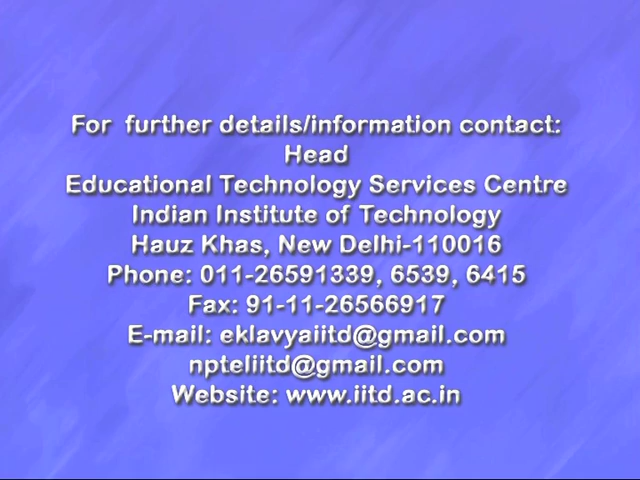 For further details/information contact:
Head
Educational Technology Services Centre
Indian Institute of Technology
Hauz Khas, New Delhi-110016
Phone: 011-26591339, 6539, 6415
Fax: 91-11-26566917
E-mail: eklavyaiitd@gmail.com
npteliitd@gmail.com
Website: www.iitd.ac.in